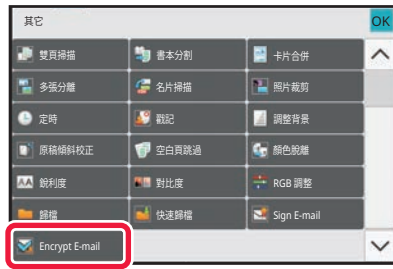 其它
OK
雙頁掃描 書本分割 卡片合併
多張分離 名片掃描 照片裁剪
定時 戳記 調整背景
原稿傾斜校正 空白頁跳過 顏色脫離
AA 銳利度 對比度 RGB 調整
歸檔 快速歸檔 Sign E-mail
Encrypt E-mail